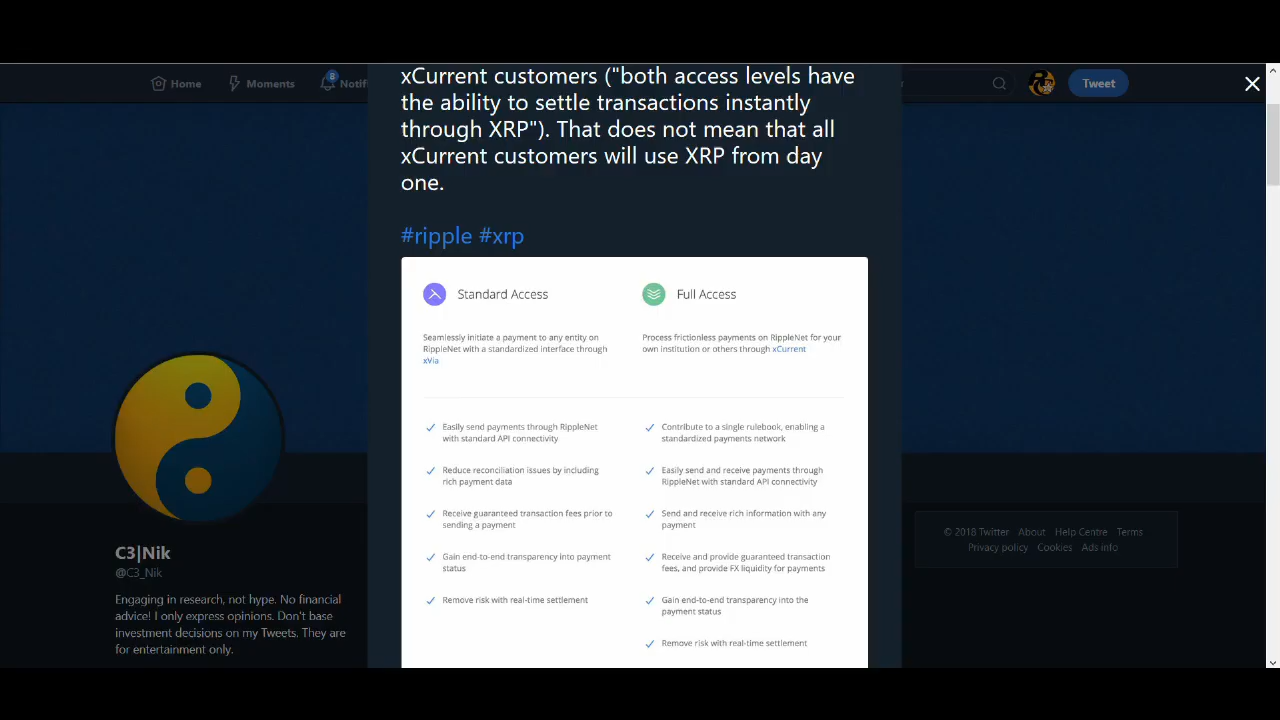 Home
Moments
8
Notif
Tweet
xCurrent customers ("both access levels have
the ability to settle transactions instantly
through XRP"). That does not mean that all
xCurrent customers will use XRP from day
one.
#ripple #xrp
Standard Access
Seamlessly initiate a payment to any entity on
RippleNet with a standardized interface through
xVia
Easily send payments through RippleNet
with standard API connectivity
Reduce reconciliation issues by including
rich payment data
Receive guaranteed transaction fees prior to
sending a payment
Gain end-to-end transparency into payment
status
Remove risk with real-time settlement
Full Access
Process frictionless payments on RippleNet for your
own institution or others through xCurrent
Contribute to a single rulebook, enabling a
standardized payments network
Easily send and receive payments through
RippleNet with standard API connectivity
Send and receive rich information with any
payment
Receive and provide guaranteed transaction
fees, and provide FX liquidity for payments
Gain end-to-end transparency into the
payment status
Remove risk with real-time settlement
C3|Nik
@C3_Nik
Engaging in research, not hype. No financial
advice! I only express opinions. Don't base
investment decisions on my Tweets. They are
for entertainment only.
© 2018 Twitter About Help Centre Terms
Privacy policy Cookies Ads info